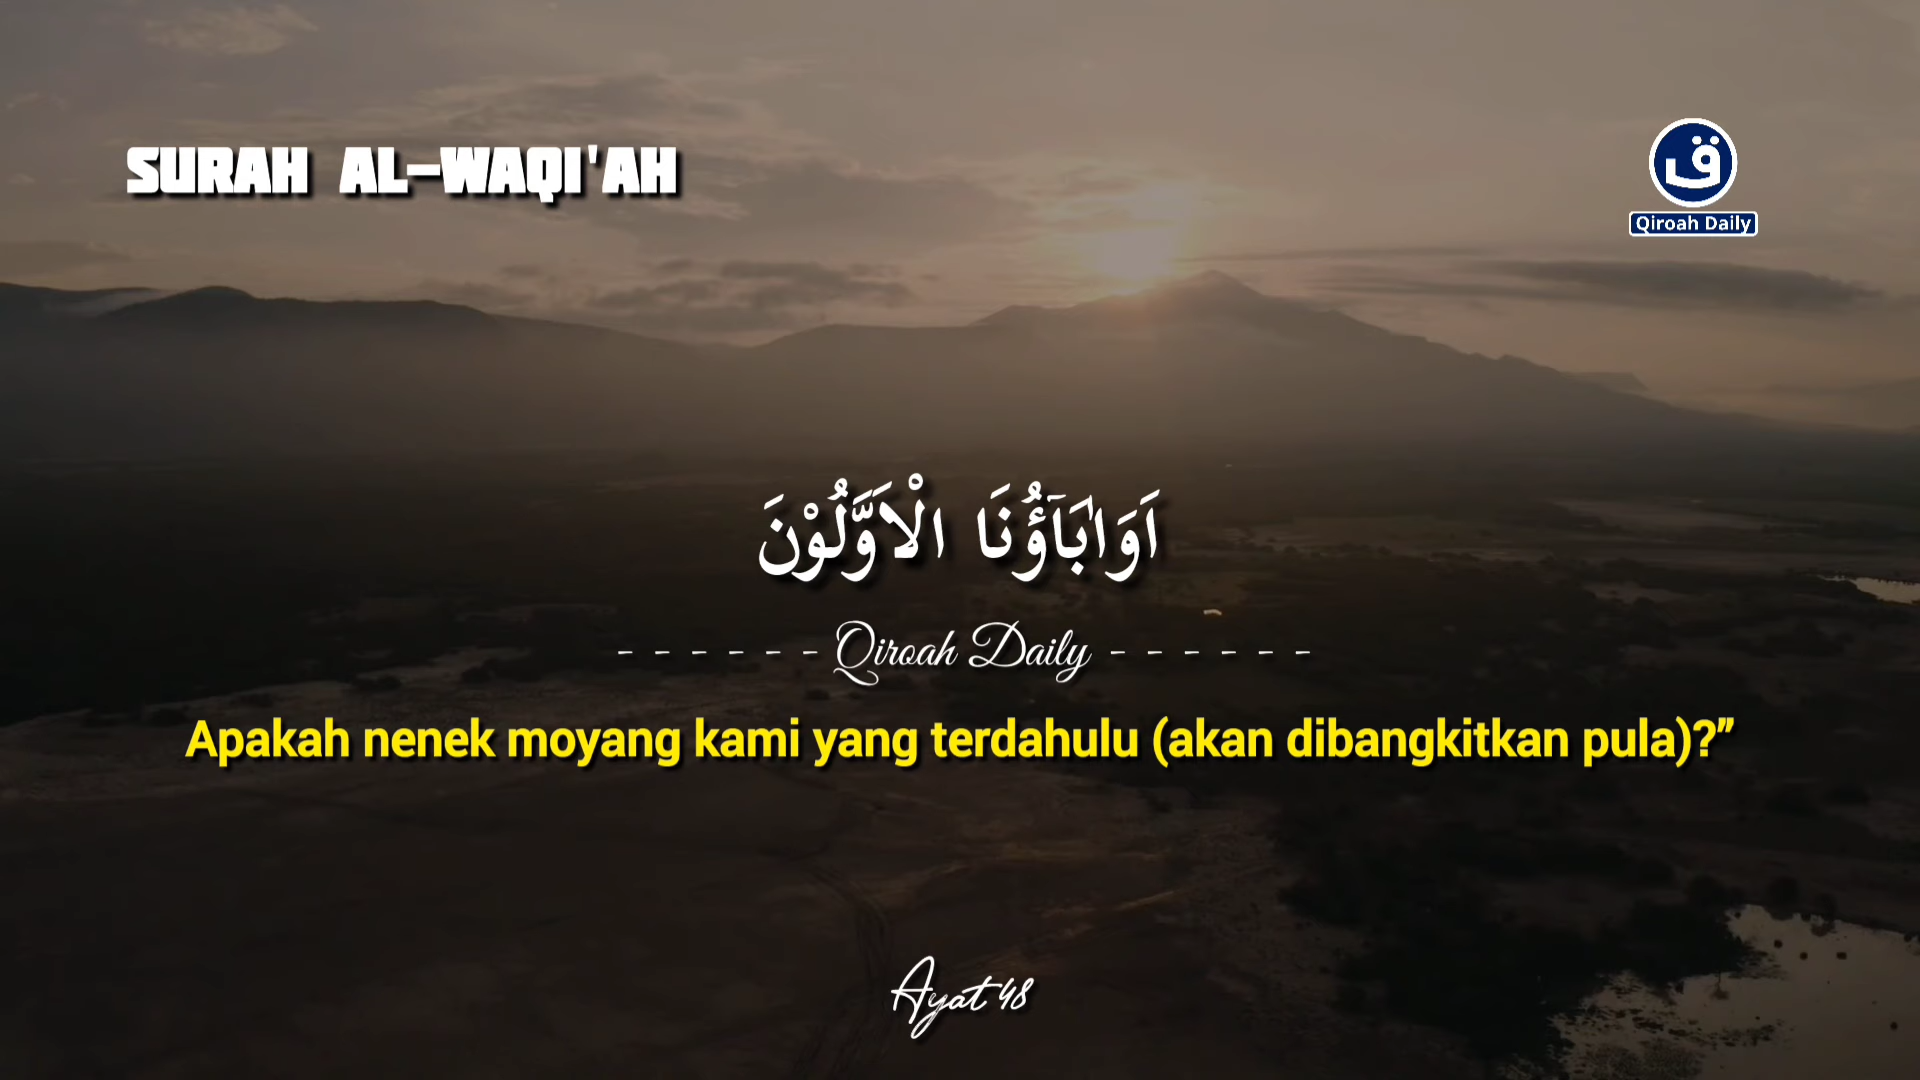 SURAH AL-WAQI'AH
ق
Qiroah Daily
اَوَاٰبَاۤؤُنَا الْاَوَّلُوْنَ
- - - - - - Qiroah Daily - - - - - -
Apakah nenek moyang kami yang terdahulu (akan dibangkitkan pula)?”
Ayat 48